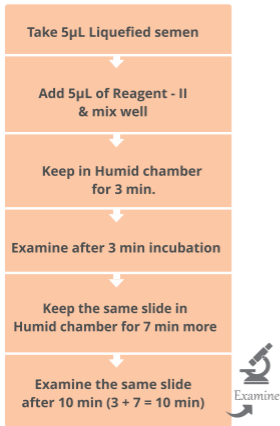 Take 5µL Liquefied semen
Add 5µL of Reagent - II
& mix well
Keep in Humid chamber
for 3 min.
Examine after 3 min incubation
Keep the same slide in
Humid chamber for 7 min more
Examine the same slide
after 10 min (3 + 7 = 10 min)
Examine